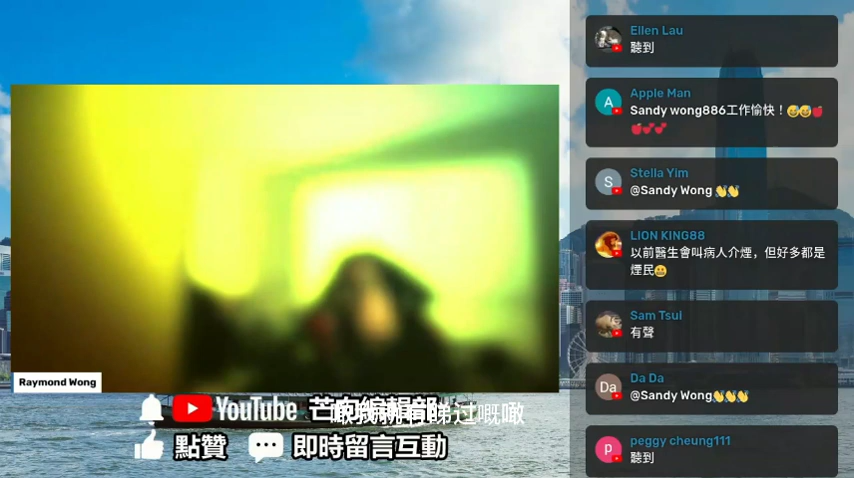 Raymond Wong
YouTube
點贊
即時留言互動
Ellen Lau
聽到
Apple Man
Sandy wong886工作愉快！
Stella Yim
@Sandy Wong
LION KING88
以前醫生會叫病人介煙，但好多都是
煙民
Sam Tsui
有聲
Da Da
@Sandy Wong
peggy cheung111
聽到